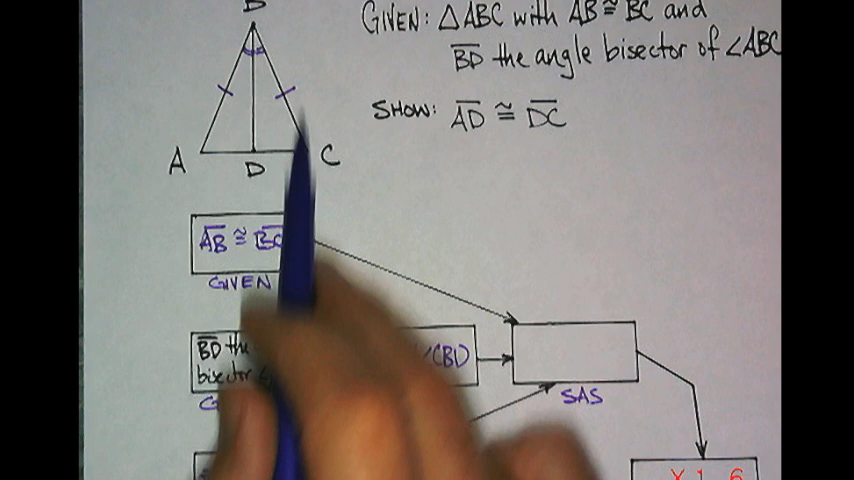 B
GIVEN: △ABC with AB ≅ BC and
BD the angle bisector of ∠ABC
SHOW: AD ≅ DC
A
D
C
AB ≅ BC
GIVEN
BD the
bisector
∠CBD
SAS